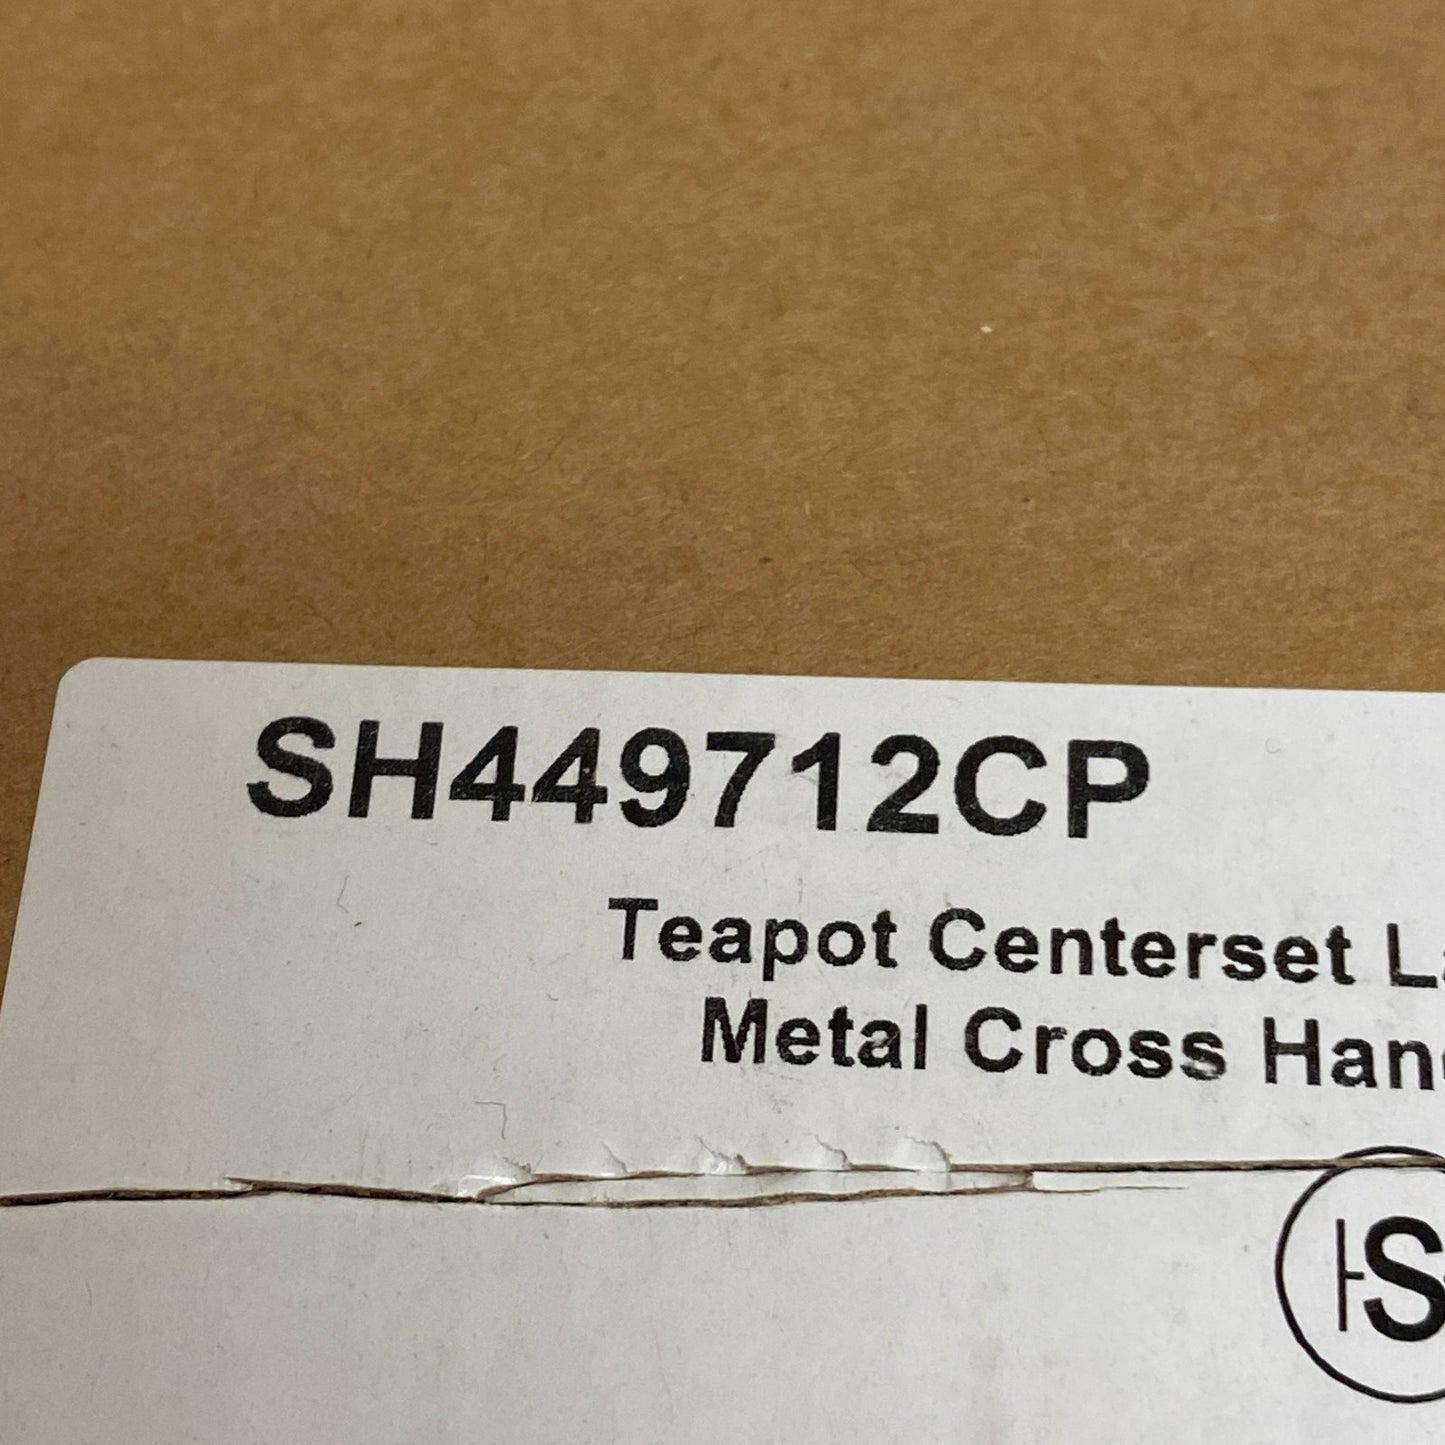 SH449712CP
Teapot Centerset
Metal Cross